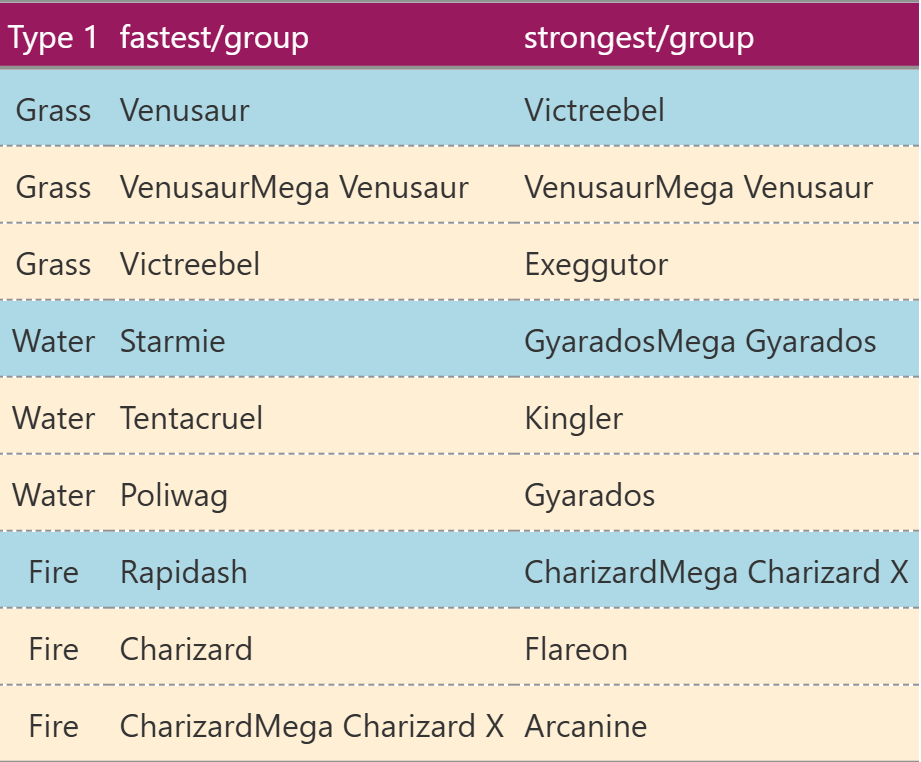 Type 1 fastest/group strongest/group
Grass Venusaur Victreebel
Grass VenusaurMega Venusaur VenusaurMega Venusaur
Grass Victreebel Exeggutor
Water Starmie GyaradosMega Gyarados
Water Tentacruel Kingler
Water Poliwag Gyarados
Fire Rapidash CharizardMega Charizard X
Fire Charizard Flareon
Fire CharizardMega Charizard X Arcanine